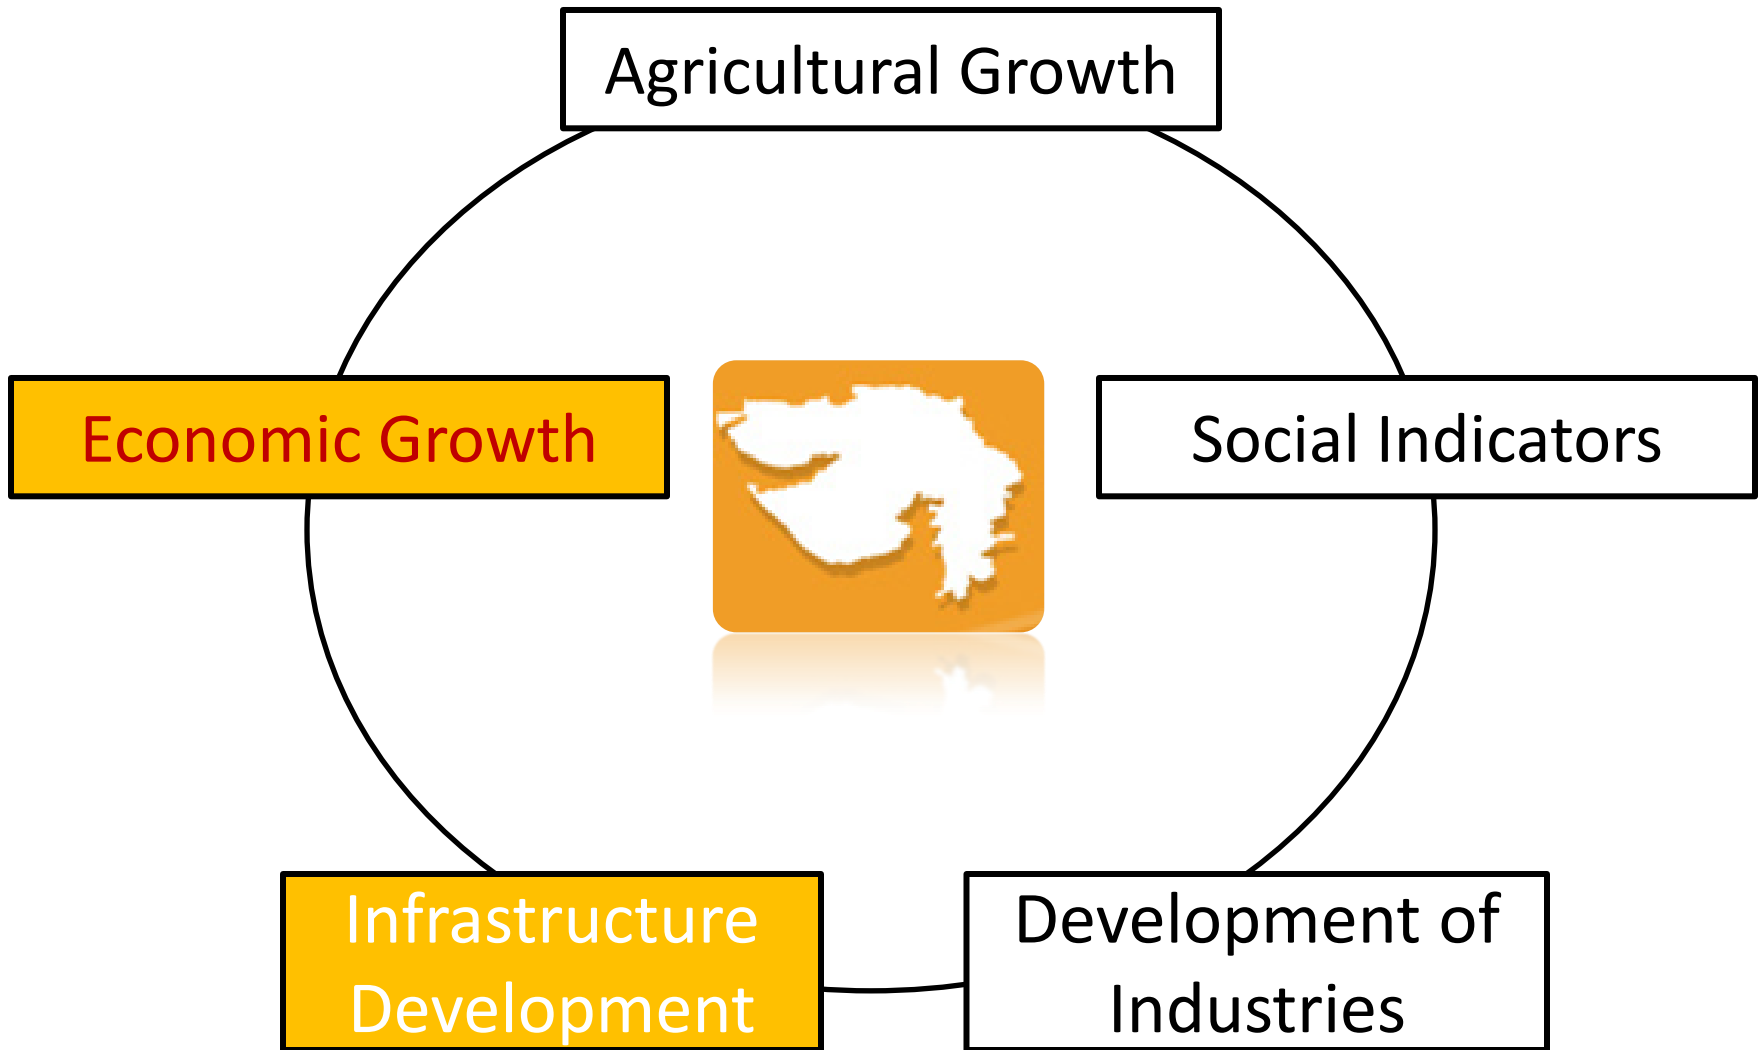 Agricultural Growth
Economic Growth
Social Indicators
Infrastructure
Development
Development of
Industries